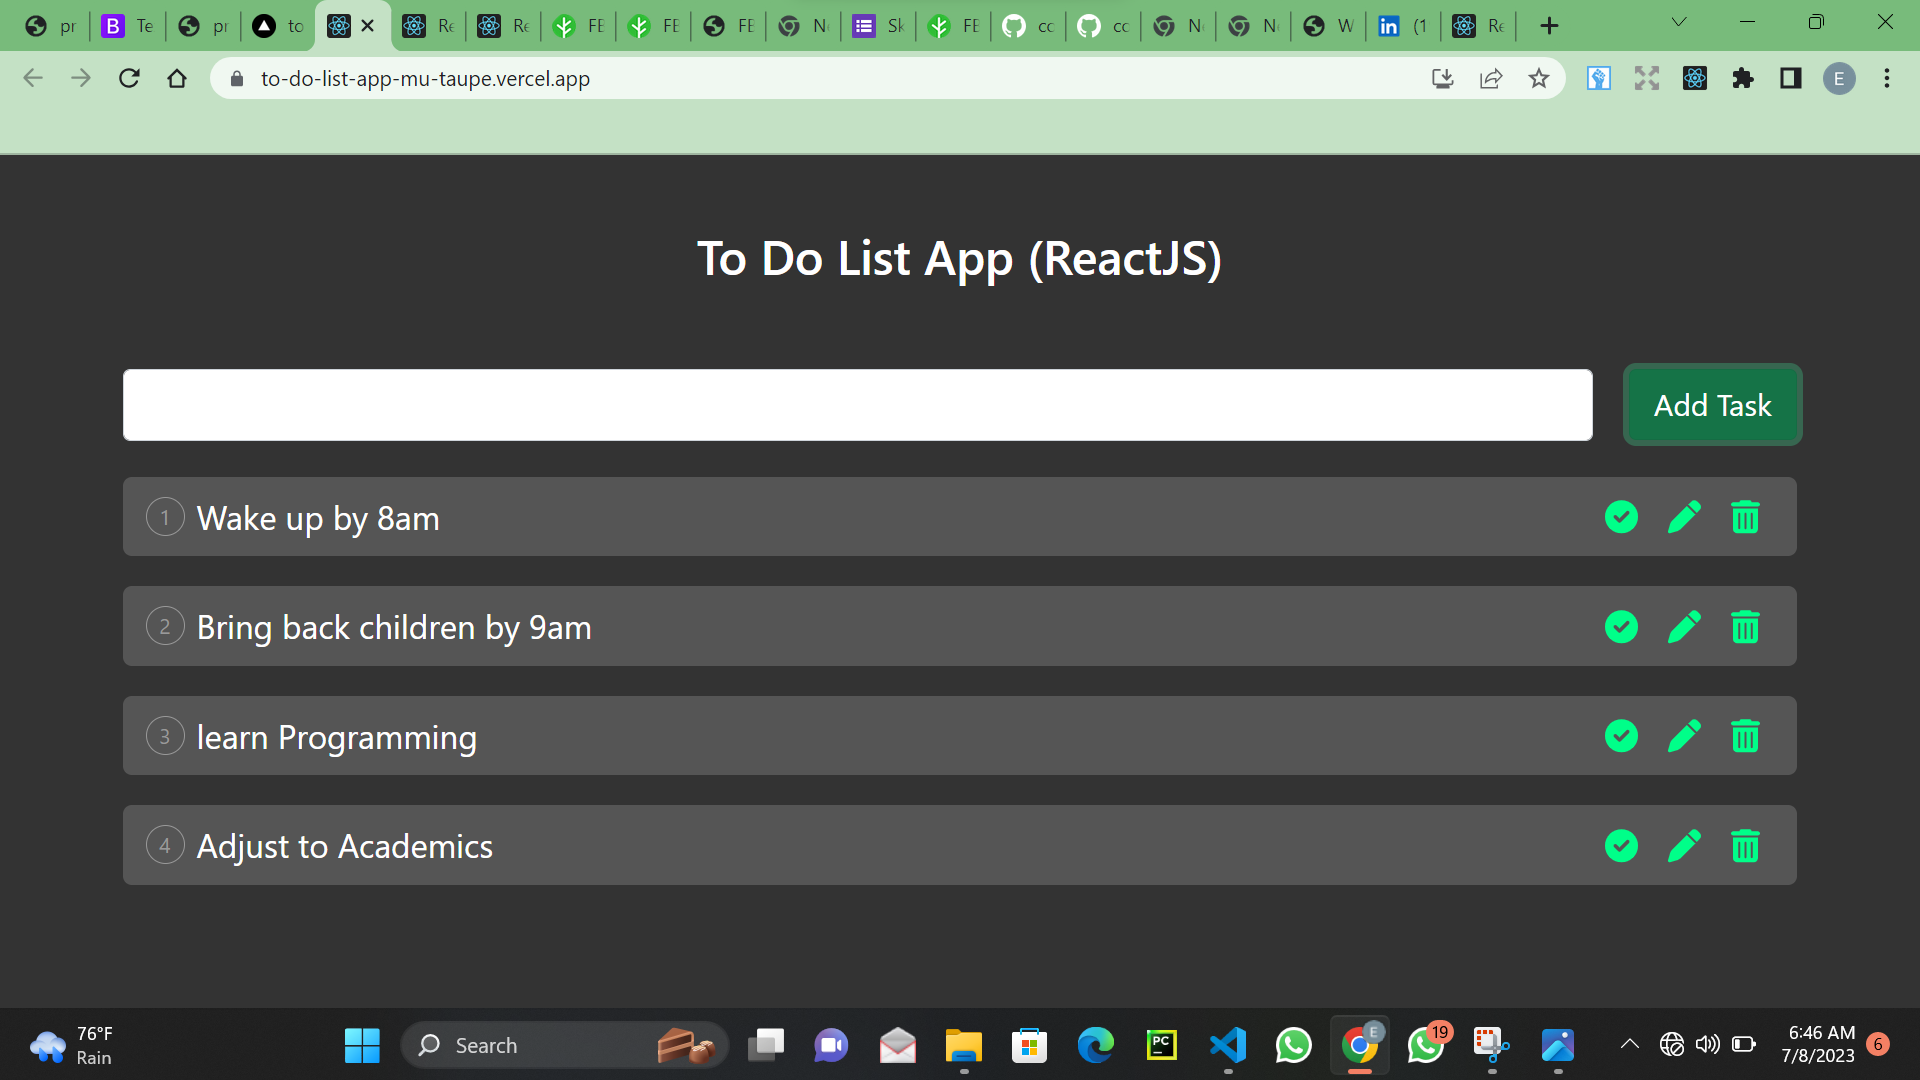 pr
B Te
pr
to
Re
Re
FE
FE
FE
N
Sk
FE
cc
cc
N
N
W
in (1
Re
to-do-list-app-mu-taupe.vercel.app
E
To Do List App (ReactJS)
Add Task
1 Wake up by 8am
2 Bring back children by 9am
3 learn Programming
4 Adjust to Academics
76°F
Rain
Search
PC
E
19
6:46 AM
7/8/2023
6